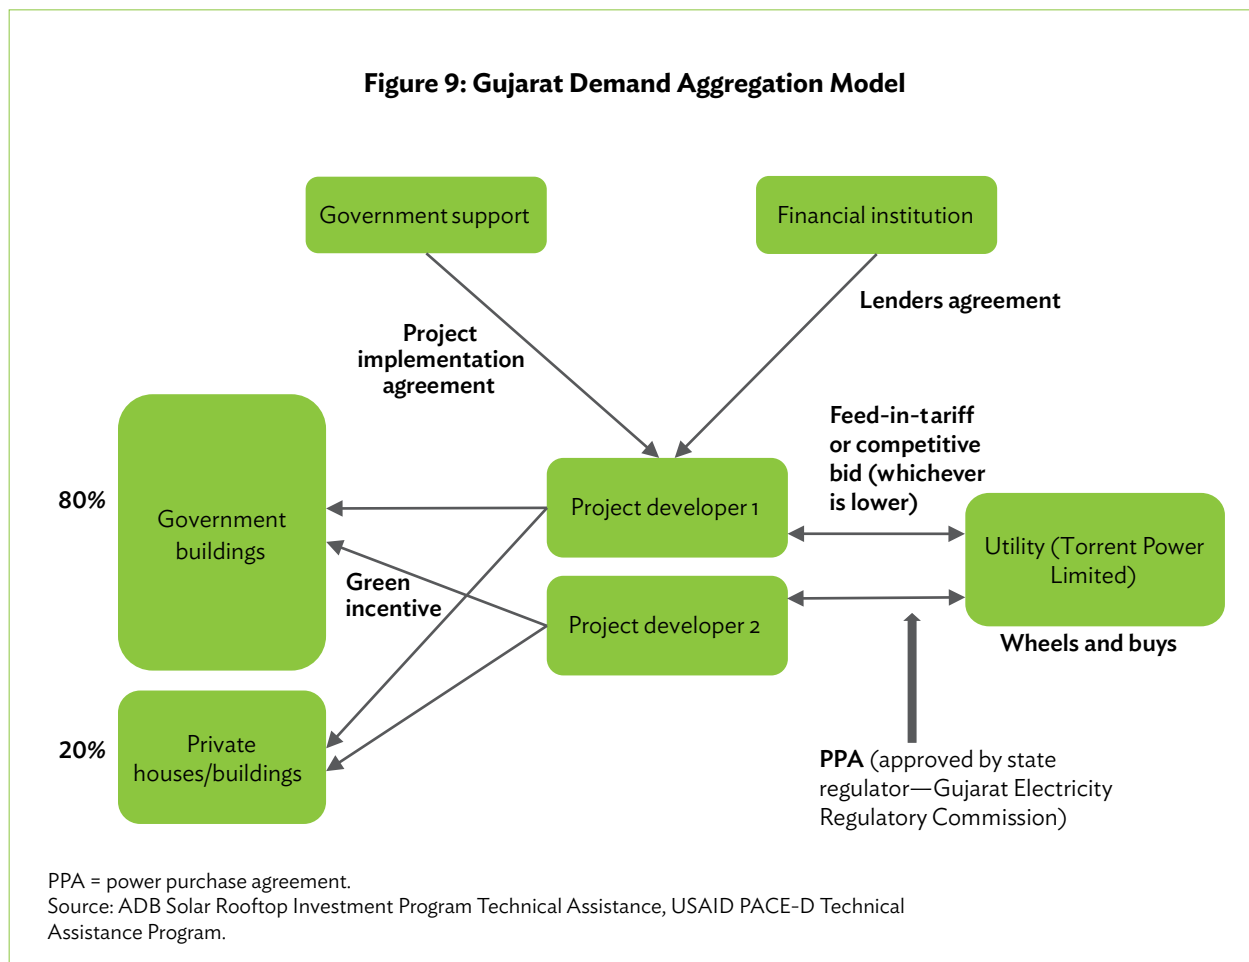 Figure 9: Gujarat Demand Aggregation Model
Government support
Financial institution
Lenders agreement
Project
implementation
agreement
Feed-in-tariff
or competitive
bid (whichever
is lower)
80%
Government
buildings
Project developer 1
Utility (Torrent Power
Limited)
Green
incentive
Project developer 2
Wheels and buys
20%
Private
houses/buildings
PPA (approved by state
regulator—Gujarat Electricity
Regulatory Commission)
PPA = power purchase agreement.
Source: ADB Solar Rooftop Investment Program Technical Assistance, USAID PACE-D Technical
Assistance Program.